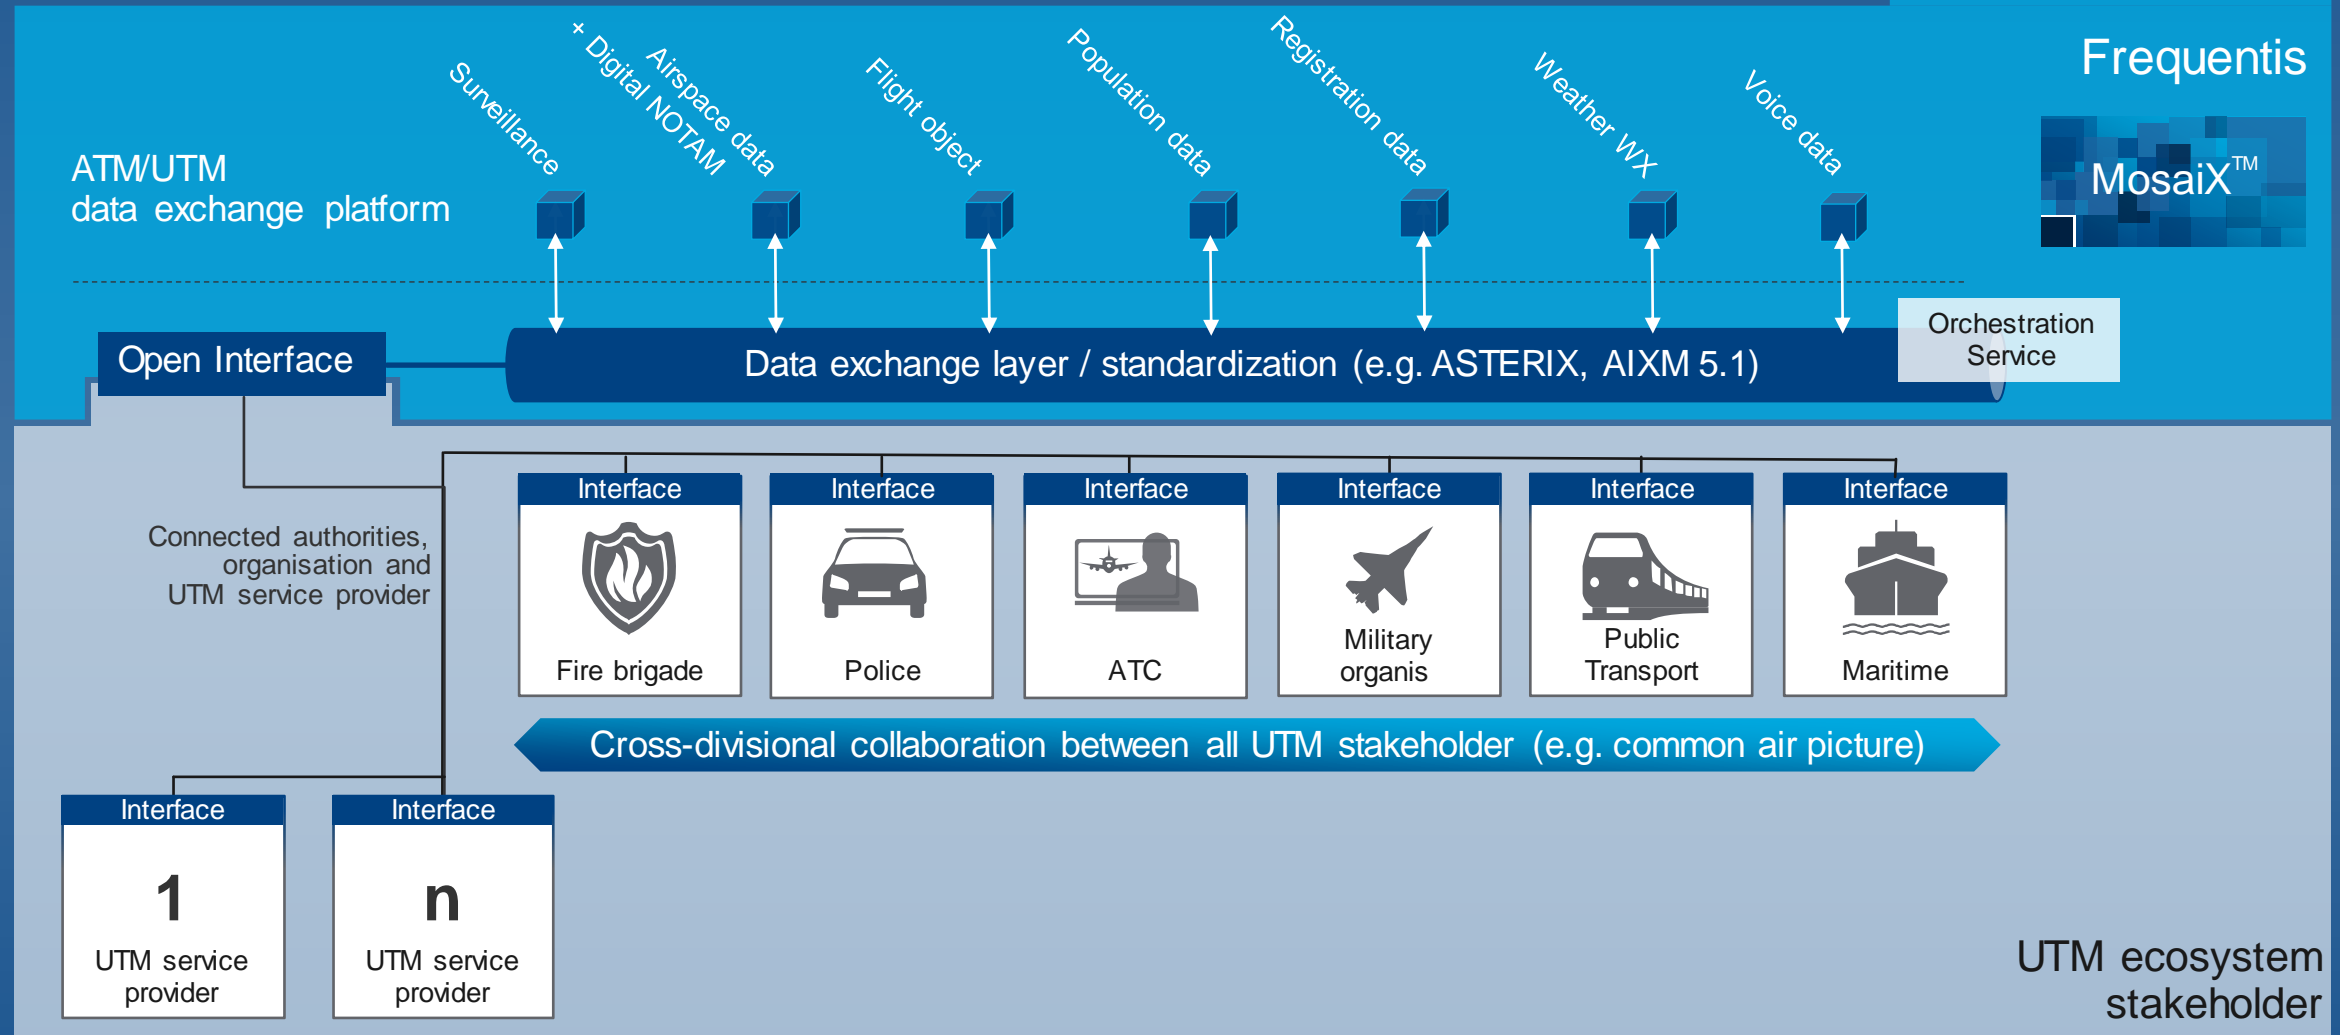 Surveillance
Airspace data
+ Digital NOTAM
Flight object
Population data
Registration data
Weather WX
Voice data
Frequentis
MosaiX™
ATM/UTM
data exchange platform
Open Interface
Data exchange layer / standardization (e.g. ASTERIX, AIXM 5.1)
Orchestration
Service
Connected authorities,
organisation and
UTM service provider
Interface
Fire brigade
Interface
Police
Interface
ATC
Interface
Military
organis
Interface
Public
Transport
Interface
Maritime
Cross-divisional collaboration between all UTM stakeholder (e.g. common air picture)
Interface
1
UTM service
provider
Interface
n
UTM service
provider
UTM ecosystem
stakeholder